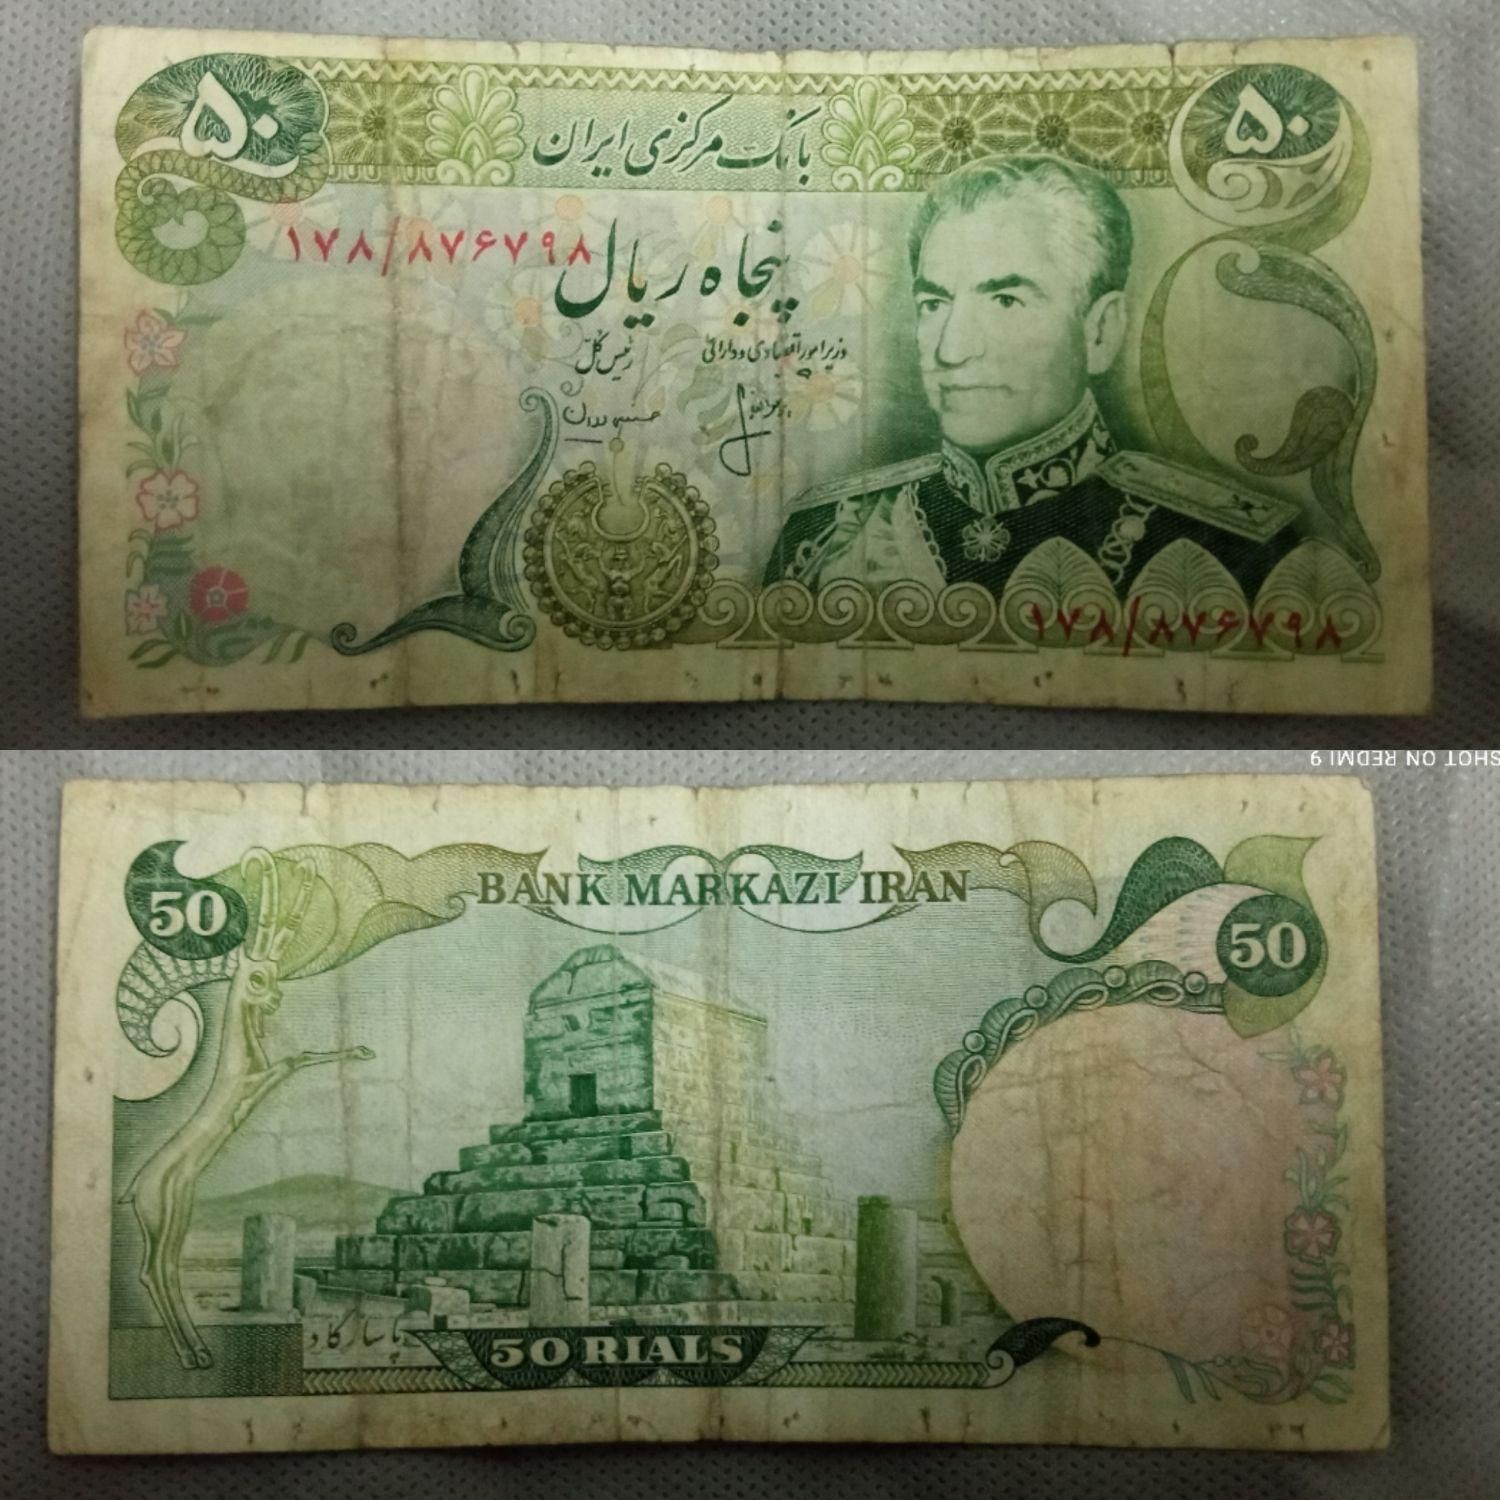 ۵۰
بانک مرکزی ایران
۵۰
۱۷۸/۸۷۶۷۹۸
پنجاه ریال
وزیر امور اقتصادی و دارائی
رئیس کل
۱۷۸/۸۷۶۷۹۸
SHOT ON REDMI 9
BANK MARKAZI IRAN
50
50
پاسارگاد
50 RIALS